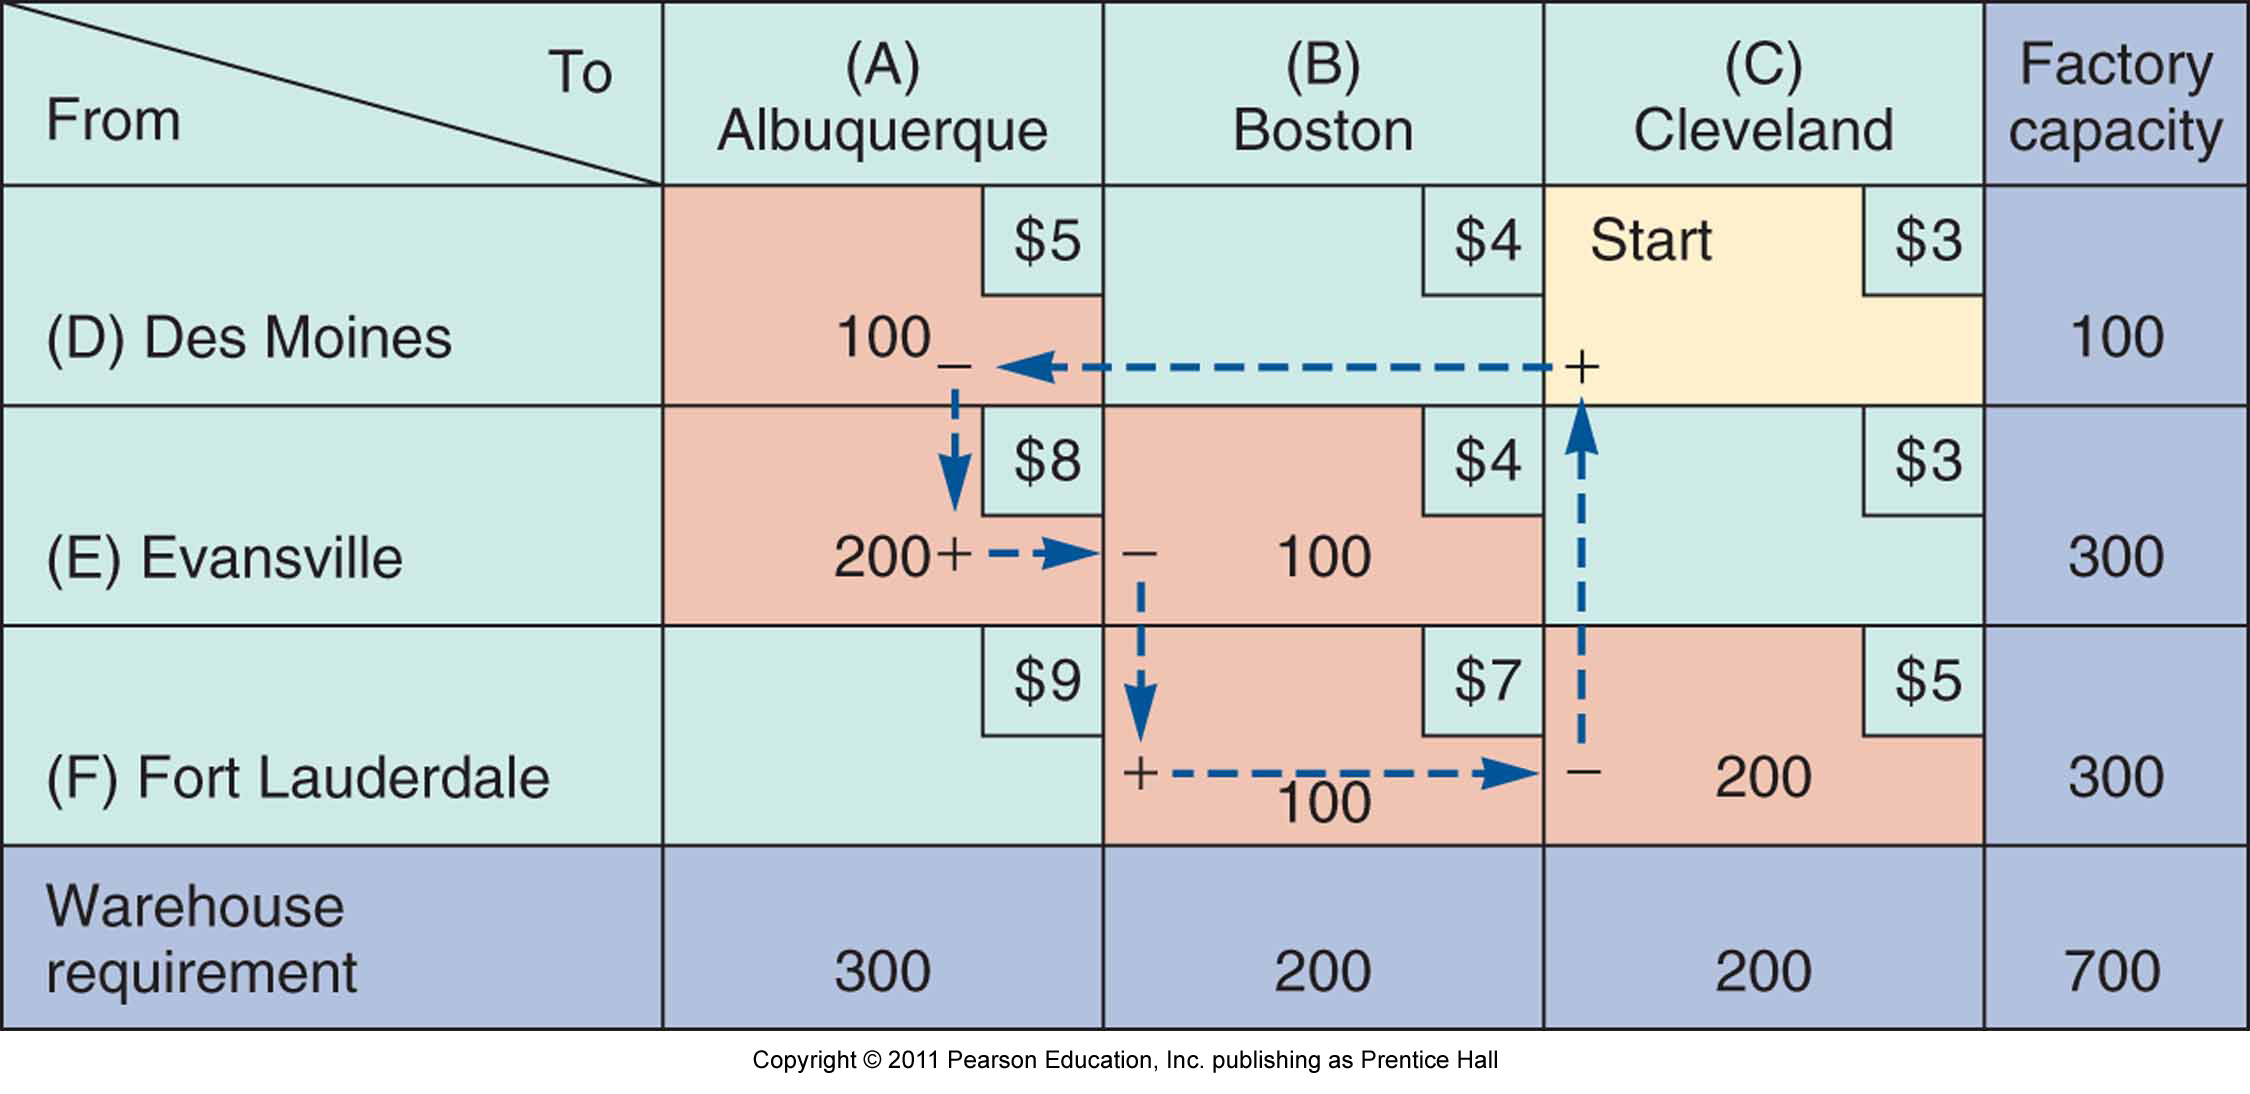 To
From
(A)
Albuquerque
(B)
Boston
(C)
Cleveland
Factory
capacity
(D) Des Moines
$5
100
−
$4
Start
$3
+
100
(E) Evansville
$8
200 +
$4
− 100
$3
300
(F) Fort Lauderdale
$9
$7
+ 100
$5
− 200
300
Warehouse
requirement
300
200
200
700
Copyright © 2011 Pearson Education, Inc. publishing as Prentice Hall